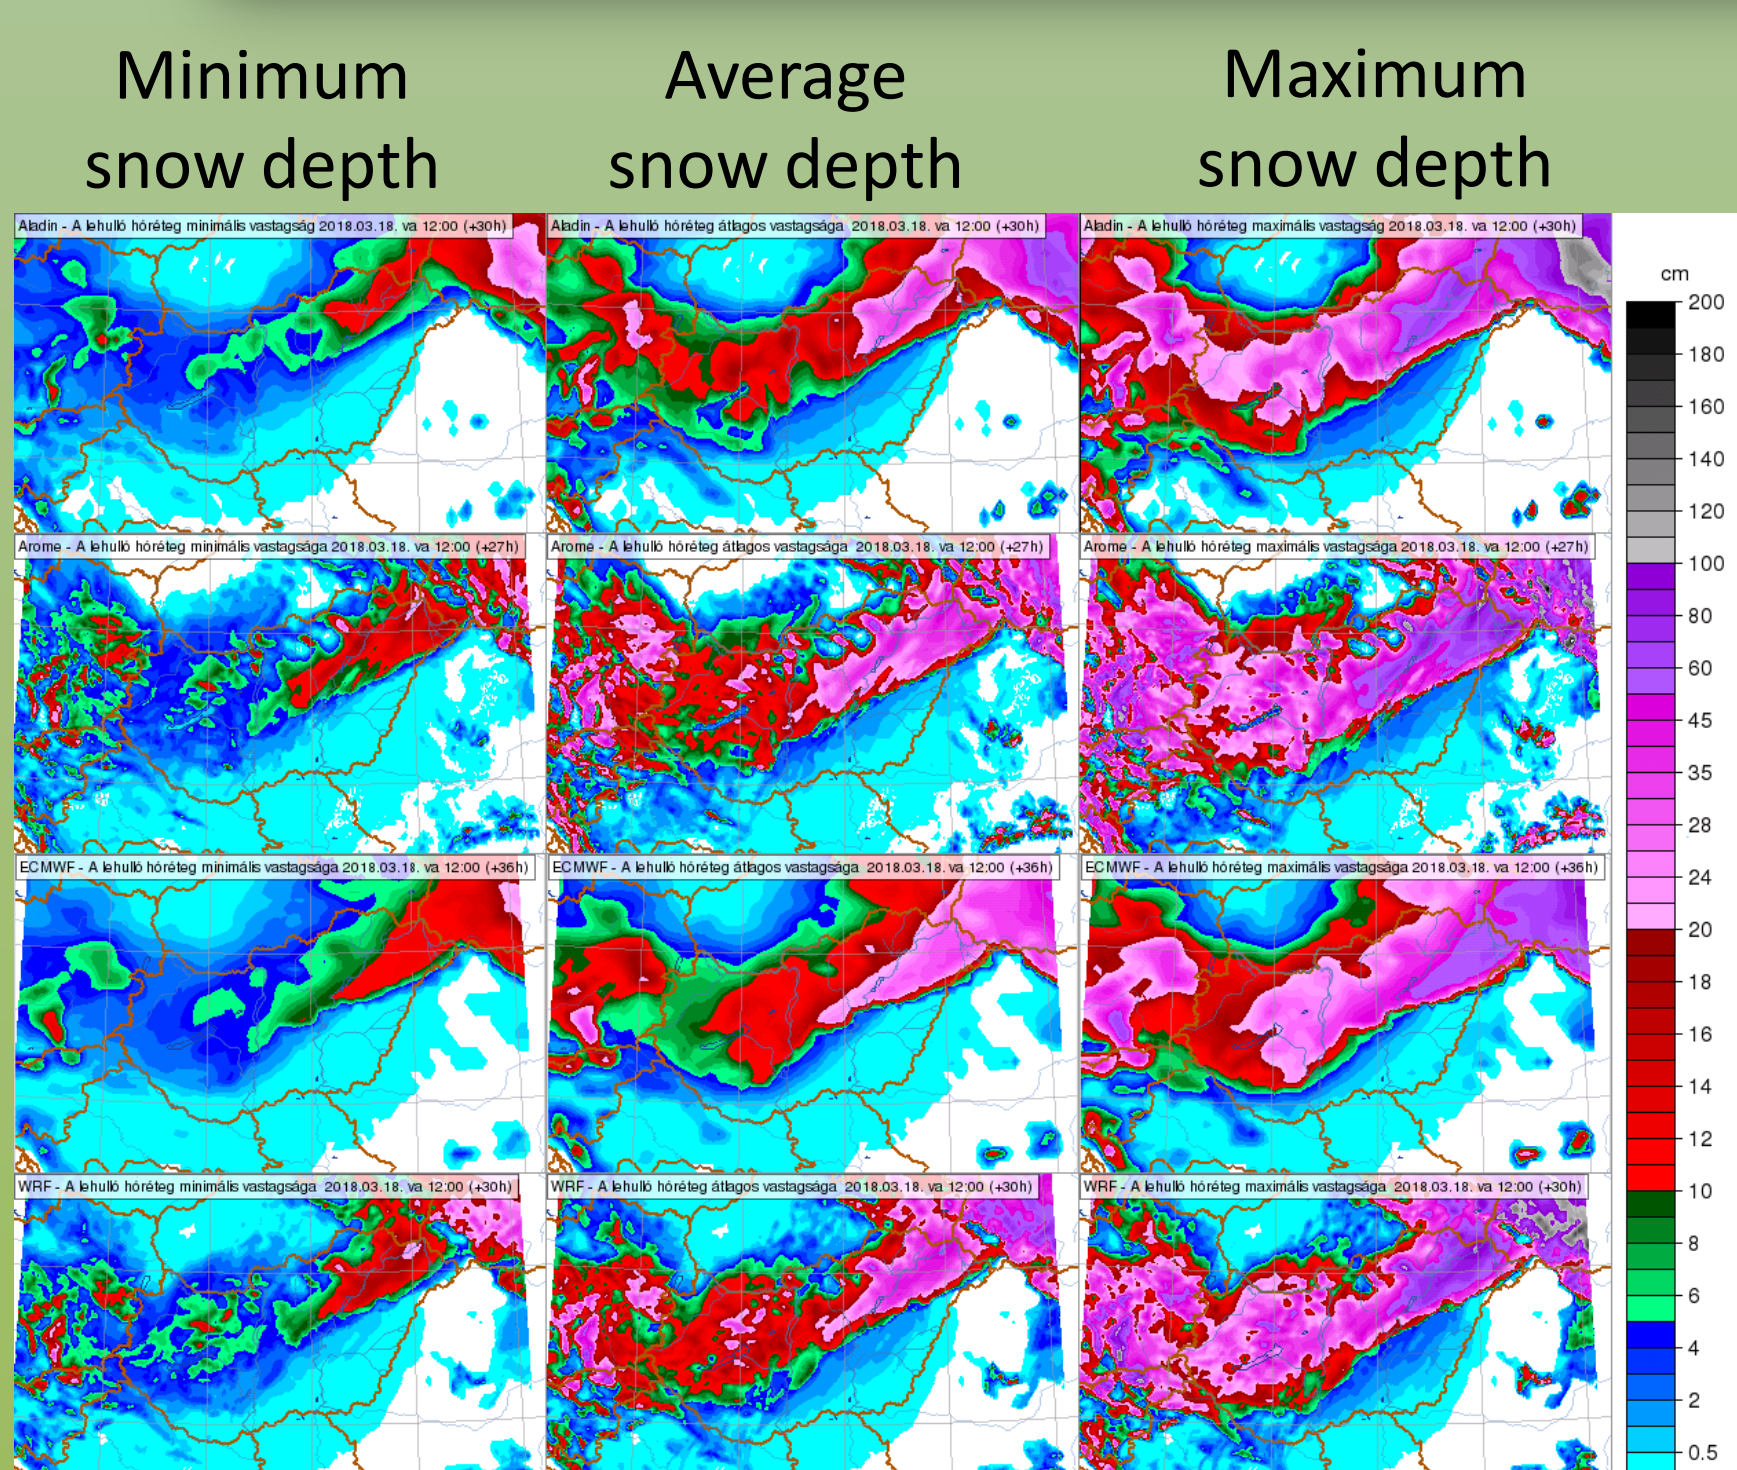 Minimum
snow depth
Average
snow depth
Maximum
snow depth
Aladin - A lehulló hóréteg minimális vastagság 2018.03.18. va 12:00 (+30h)
Aladin - A lehulló hóréteg átlagos vastagsága 2018.03.18. va 12:00 (+30h)
Aladin - A lehulló hóréteg maximális vastagság 2018.03.18. va 12:00 (+30h)
Arome - A lehulló hóréteg minimális vastagsága 2018.03.18. va 12:00 (+27h)
Arome - A lehulló hóréteg átlagos vastagsága 2018.03.18. va 12:00 (+27h)
Arome - A lehulló hóréteg maximális vastagsága 2018.03.18. va 12:00 (+27h)
ECMWF - A lehulló hóréteg minimális vastagsága 2018.03.18. va 12:00 (+36h)
ECMWF - A lehulló hóréteg átlagos vastagsága 2018.03.18. va 12:00 (+36h)
ECMWF - A lehulló hóréteg maximális vastagsága 2018.03.18. va 12:00 (+36h)
WRF - A lehulló hóréteg minimális vastagsága 2018.03.18. va 12:00 (+30h)
WRF - A lehulló hóréteg átlagos vastagsága 2018.03.18. va 12:00 (+30h)
WRF - A lehulló hóréteg maximális vastagsága 2018.03.18. va 12:00 (+30h)
cm
200
180
160
140
120
100
80
60
45
35
28
24
20
18
16
14
12
10
8
6
4
2
0.5